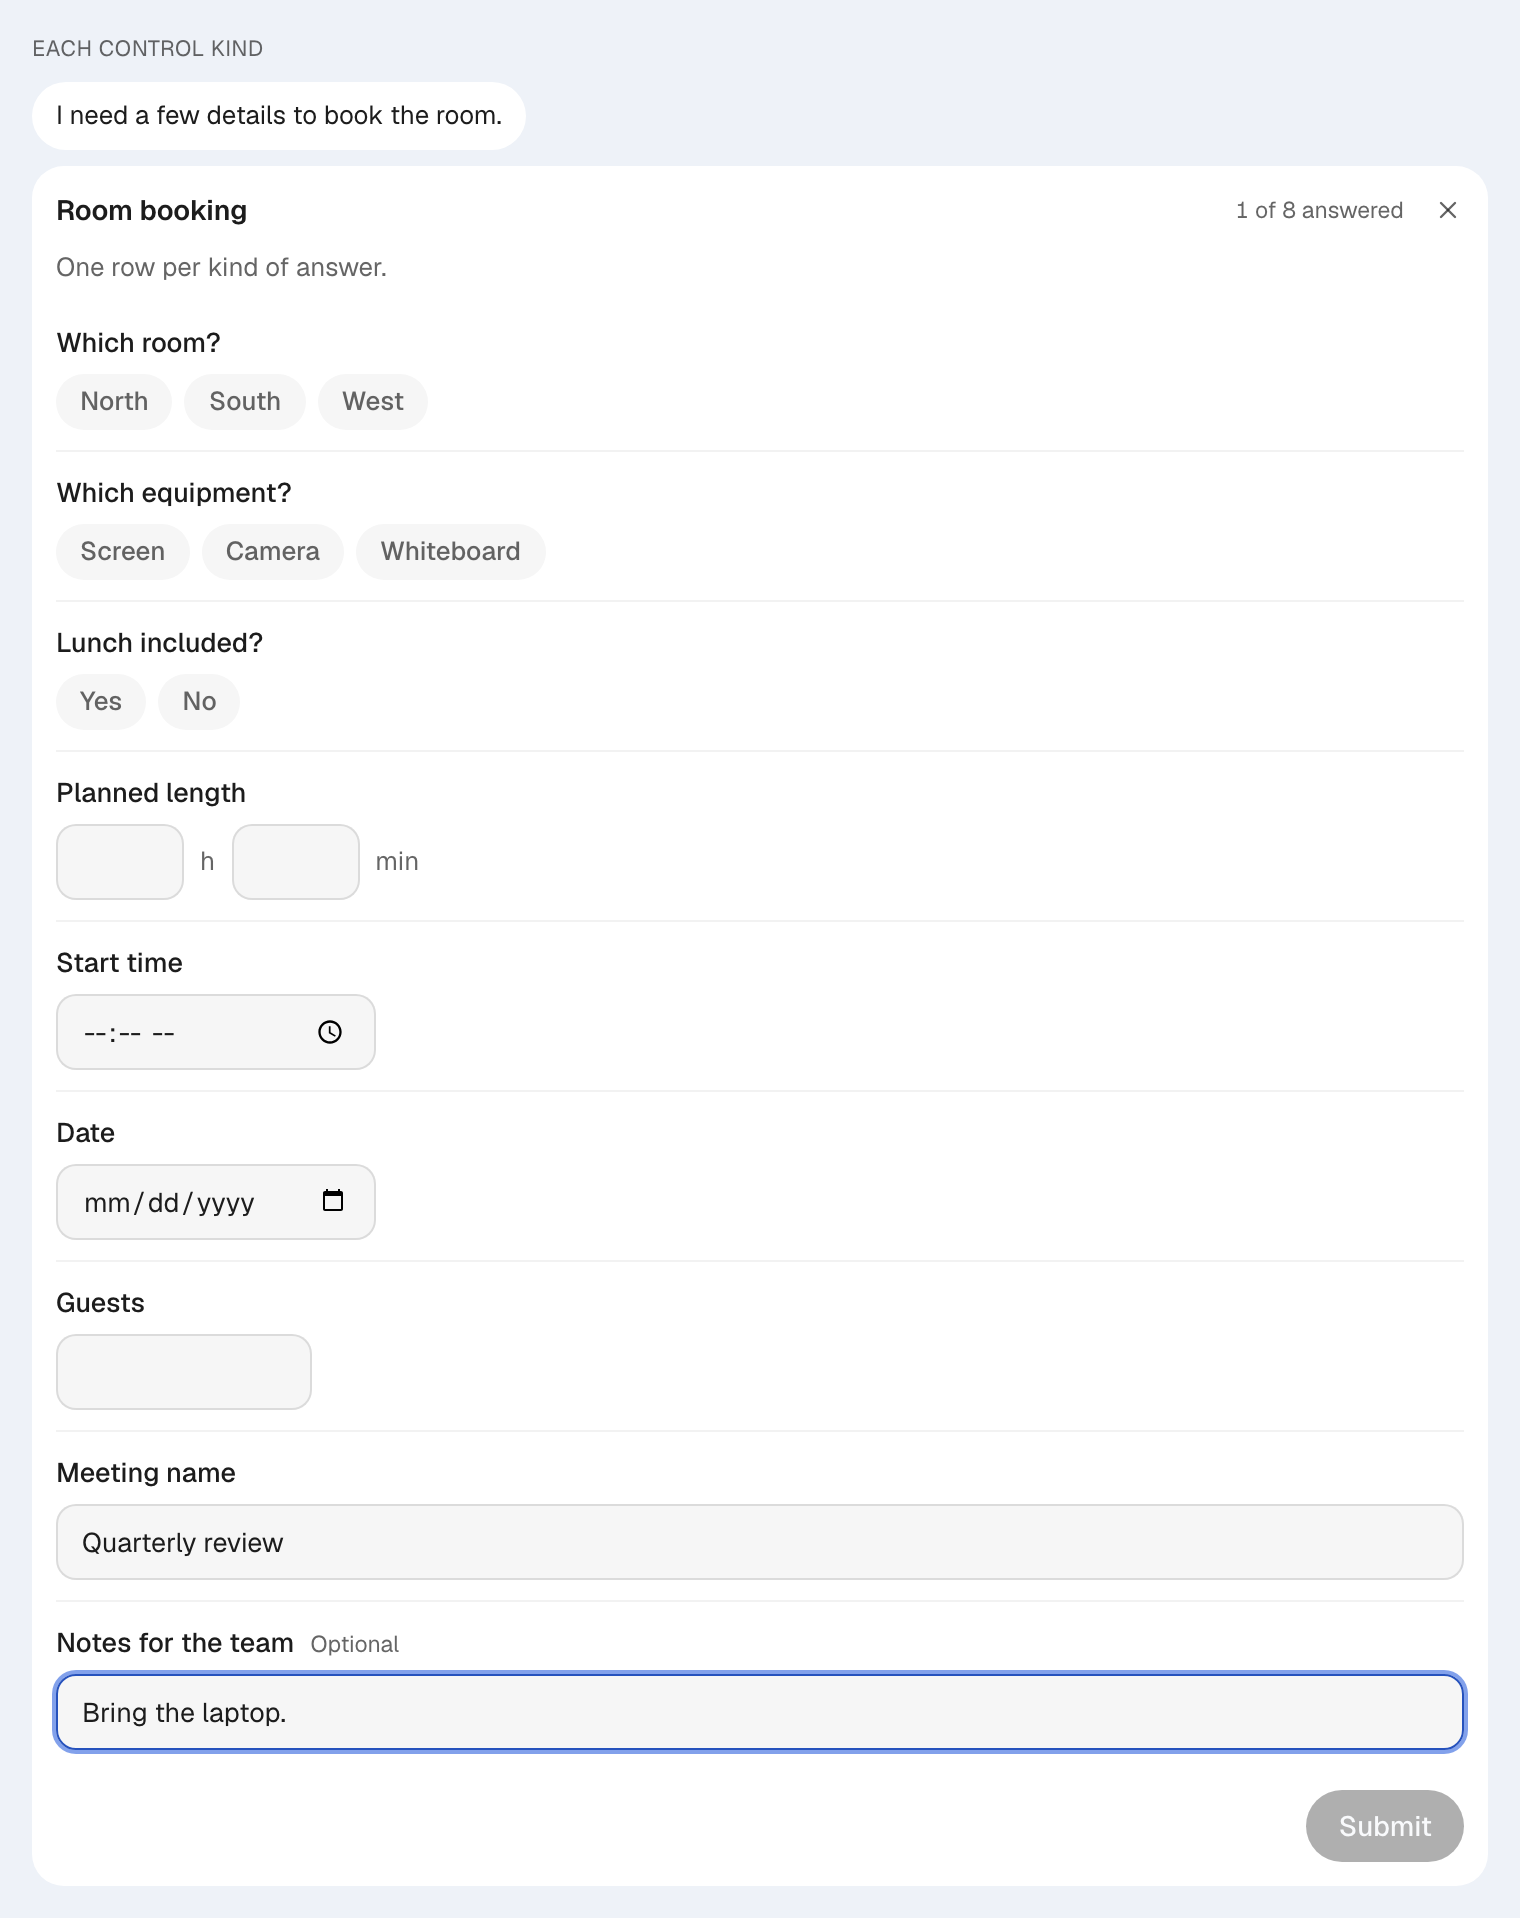 EACH CONTROL KIND
I need a few details to book the room.
Room booking
1 of 8 answered
One row per kind of answer.
Which room?
North South West
Which equipment?
Screen Camera Whiteboard
Lunch included?
Yes No
Planned length
h min
Start time
--:-- --
Date
mm/dd/yyyy
Guests
Meeting name
Quarterly review
Notes for the team Optional
Bring the laptop.
Submit